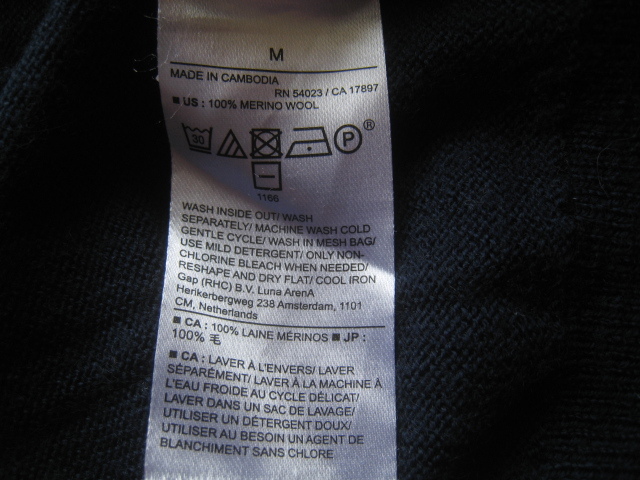 M
MADE IN CAMBODIA
RN 54023 / CA 17897
■ US : 100% MERINO WOOL
30
P ®
1166
WASH INSIDE OUT/ WASH
SEPARATELY/ MACHINE WASH COLD
GENTLE CYCLE/ WASH IN MESH BAG/
USE MILD DETERGENT/ ONLY NON-
CHLORINE BLEACH WHEN NEEDED/
RESHAPE AND DRY FLAT/ COOL IRON
Gap (RHC) B.V. Luna ArenA
Herikerbergweg 238 Amsterdam, 1101
CM, Netherlands
■ CA : 100% LAINE MÉRINOS ■ JP :
100% 毛
■ CA : LAVER À L'ENVERS/ LAVER
SÉPARÉMENT/ LAVER À LA MACHINE À
L'EAU FROIDE AU CYCLE DÉLICAT/
LAVER DANS UN SAC DE LAVAGE/
UTILISER UN DÉTERGENT DOUX/
UTILISER AU BESOIN UN AGENT DE
BLANCHIMENT SANS CHLORE